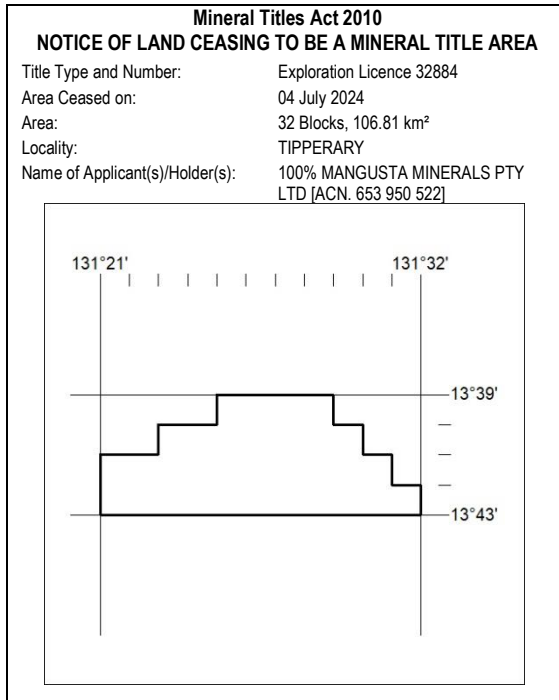 Mineral Titles Act 2010
NOTICE OF LAND CEASING TO BE A MINERAL TITLE AREA
Title Type and Number: Exploration Licence 32884
Area Ceased on: 04 July 2024
Area: 32 Blocks, 106.81 km²
Locality: TIPPERARY
Name of Applicant(s)/Holder(s): 100% MANGUSTA MINERALS PTY
LTD [ACN. 653 950 522]
131°21' 131°32'
13°39'
13°43'